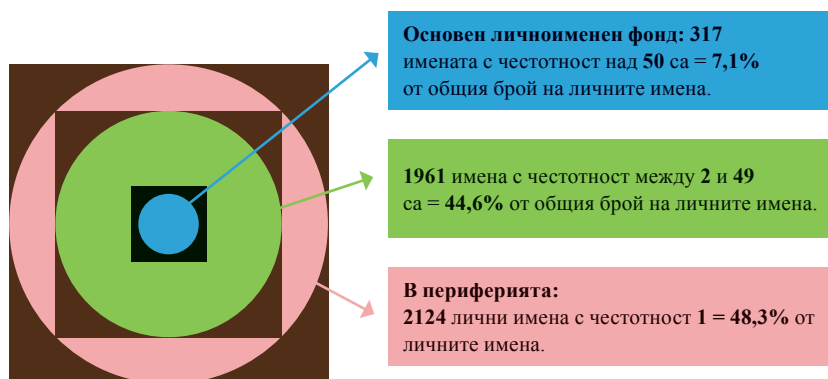 Основен личноименен фонд: 317
имената с честотност над 50 са = 7,1%
от общия брой на личните имена.
1961 имена с честотност между 2 и 49
са = 44,6% от общия брой на личните имена.
В периферията:
2124 лични имена с честотност 1 = 48,3% от
личните имена.